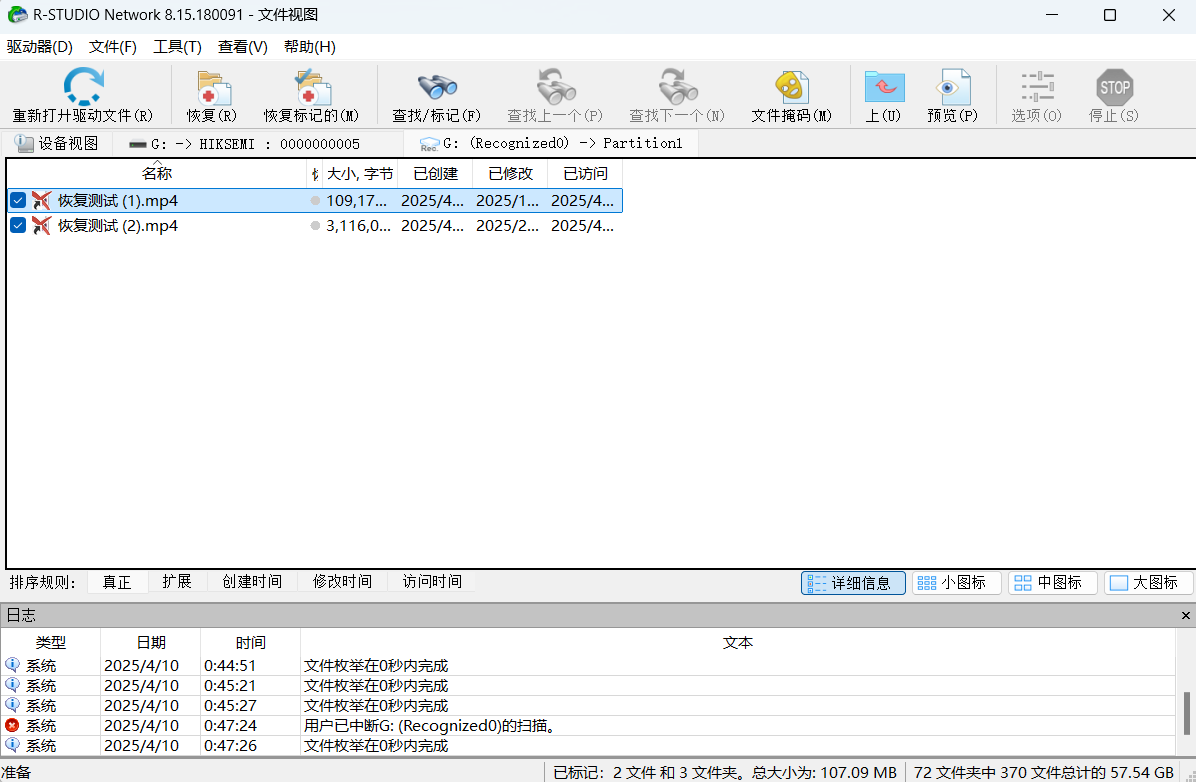 R-STUDIO Network 8.15.180091 - 文件视图
驱动器(D) 文件(F) 工具(T) 查看(V) 帮助(H)
重新打开驱动文件(R) 恢复(R) 恢复标记的(M) 查找/标记(F) 查找上一个(P) 查找下一个(N) 文件掩码(M) 上(U) 预览(P) 选项(O) STOP 停止(S)
设备视图 G: -> HIKSEMI : 0000000005 Rec. G: (Recognized0) -> Partition1
名称 大小, 字节 已创建 已修改 已访问
恢复测试 (1).mp4 109,17... 2025/4... 2025/1... 2025/4...
恢复测试 (2).mp4 3,116,0... 2025/4... 2025/2... 2025/4...
排序规则: 真正 扩展 创建时间 修改时间 访问时间 详细信息 小图标 中图标 大图标
日志
类型 日期 时间 文本
系统 2025/4/10 0:44:51 文件枚举在0秒内完成
系统 2025/4/10 0:45:21 文件枚举在0秒内完成
系统 2025/4/10 0:45:27 文件枚举在0秒内完成
系统 2025/4/10 0:47:24 用户已中断G: (Recognized0)的扫描。
系统 2025/4/10 0:47:26 文件枚举在0秒内完成
准备 已标记: 2 文件 和 3 文件夹。总大小为: 107.09 MB 72 文件夹中 370 文件总计的 57.54 GB